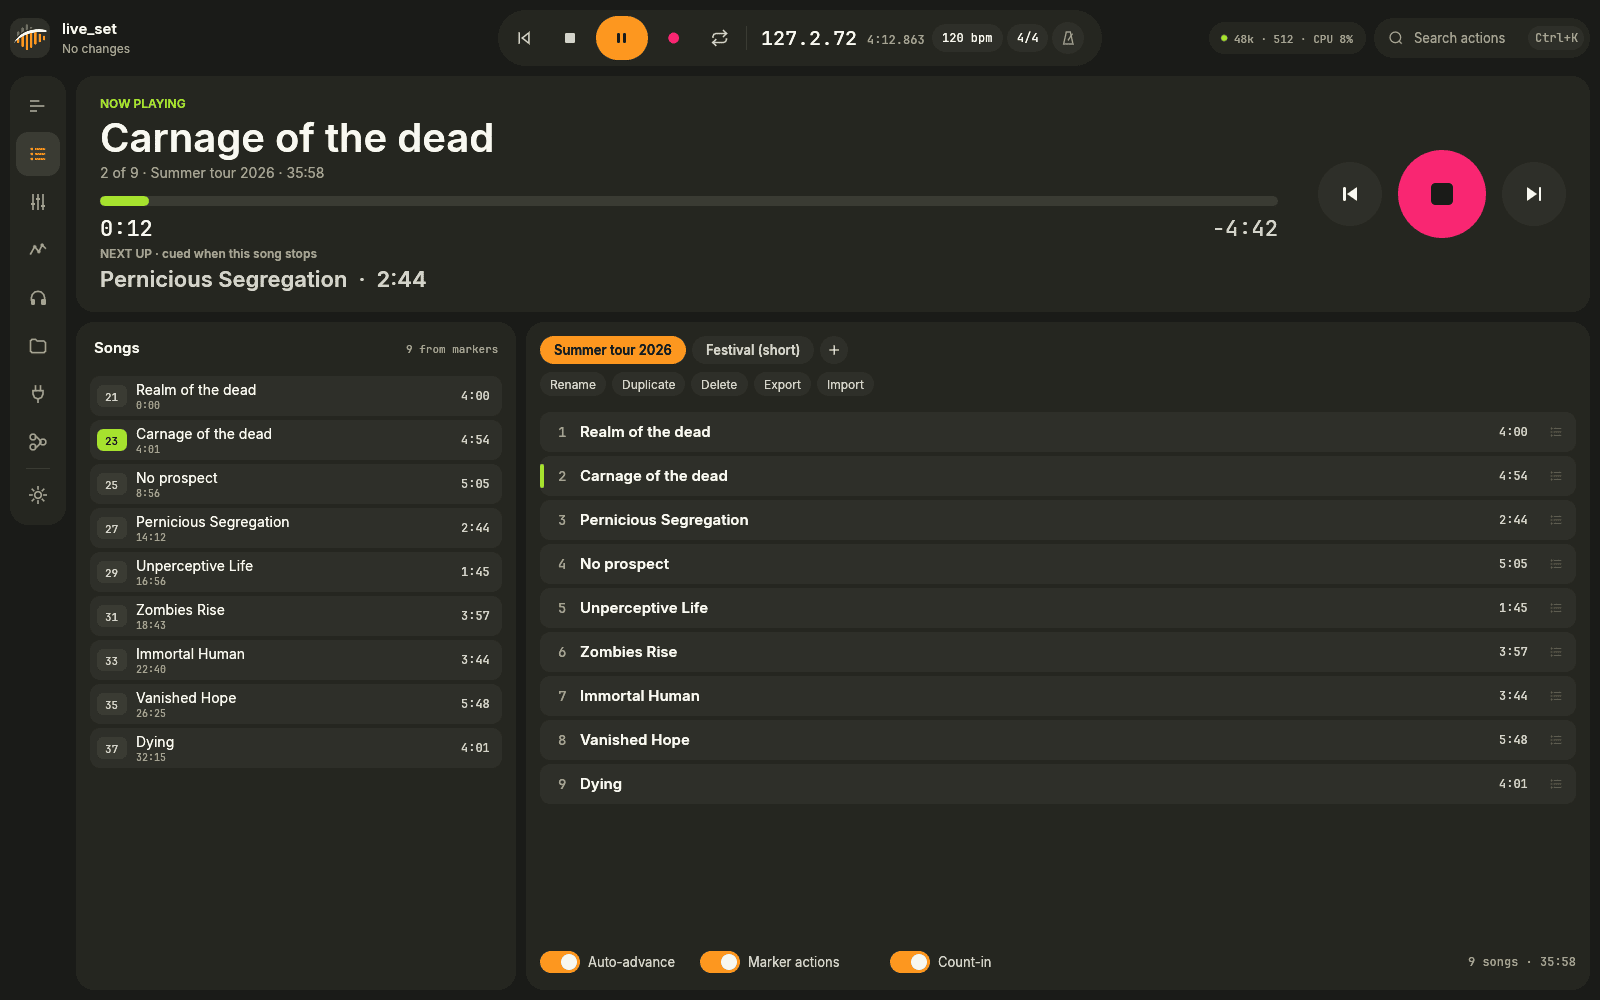 live_set
No changes
127.2.72 4:12.863 120 bpm 4/4
48k · 512 · CPU 8%
Search actions Ctrl+K
NOW PLAYING
Carnage of the dead
2 of 9 · Summer tour 2026 · 35:58
0:12 -4:42
NEXT UP · cued when this song stops
Pernicious Segregation · 2:44
Songs 9 from markers
21 Realm of the dead 4:00
0:00
23 Carnage of the dead 4:54
4:01
25 No prospect 5:05
8:56
27 Pernicious Segregation 2:44
14:12
29 Unperceptive Life 1:45
16:56
31 Zombies Rise 3:57
18:43
33 Immortal Human 3:44
22:40
35 Vanished Hope 5:48
26:25
37 Dying 4:01
32:15
Summer tour 2026 Festival (short) +
Rename Duplicate Delete Export Import
1 Realm of the dead 4:00
2 Carnage of the dead 4:54
3 Pernicious Segregation 2:44
4 No prospect 5:05
5 Unperceptive Life 1:45
6 Zombies Rise 3:57
7 Immortal Human 3:44
8 Vanished Hope 5:48
9 Dying 4:01
Auto-advance Marker actions Count-in 9 songs · 35:58